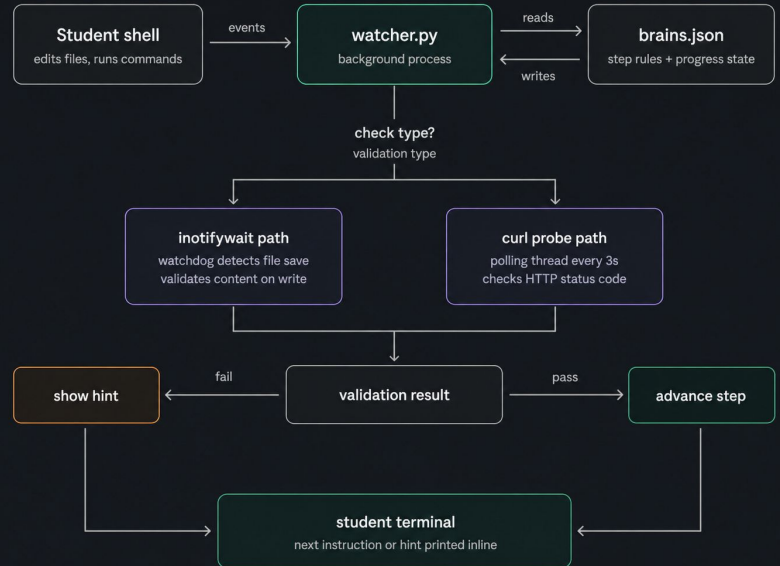 Student shell
edits files, runs commands
events
watcher.py
background process
reads
writes
brains.json
step rules + progress state
check type?
validation type
inotifywait path
watchdog detects file save
validates content on write
curl probe path
polling thread every 3s
checks HTTP status code
show hint
fail
validation result
pass
advance step
student terminal
next instruction or hint printed inline